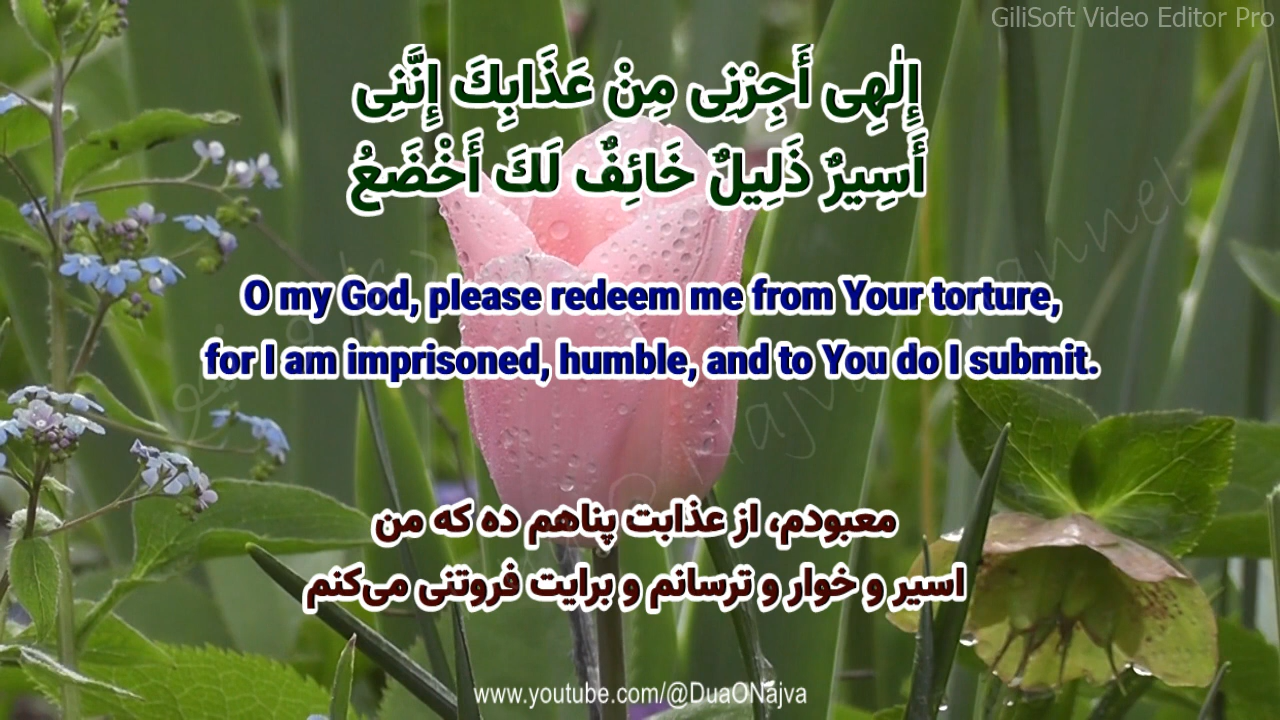 GiliSoft Video Editor Pro
إِلٰهِى أَجِرْنِى مِنْ عَذَابِكَ إِنَّنِى
أَسِيرٌ ذَلِيلٌ خَائِفٌ لَكَ أَخْضَعُ
O my God, please redeem me from Your torture,
for I am imprisoned, humble, and to You do I submit.
معبودم، از عذابت پناهم ده که من
اسیر و خوار و ترسانم و برایت فروتنی می‌کنم
www.youtube.com/@DuaONajva